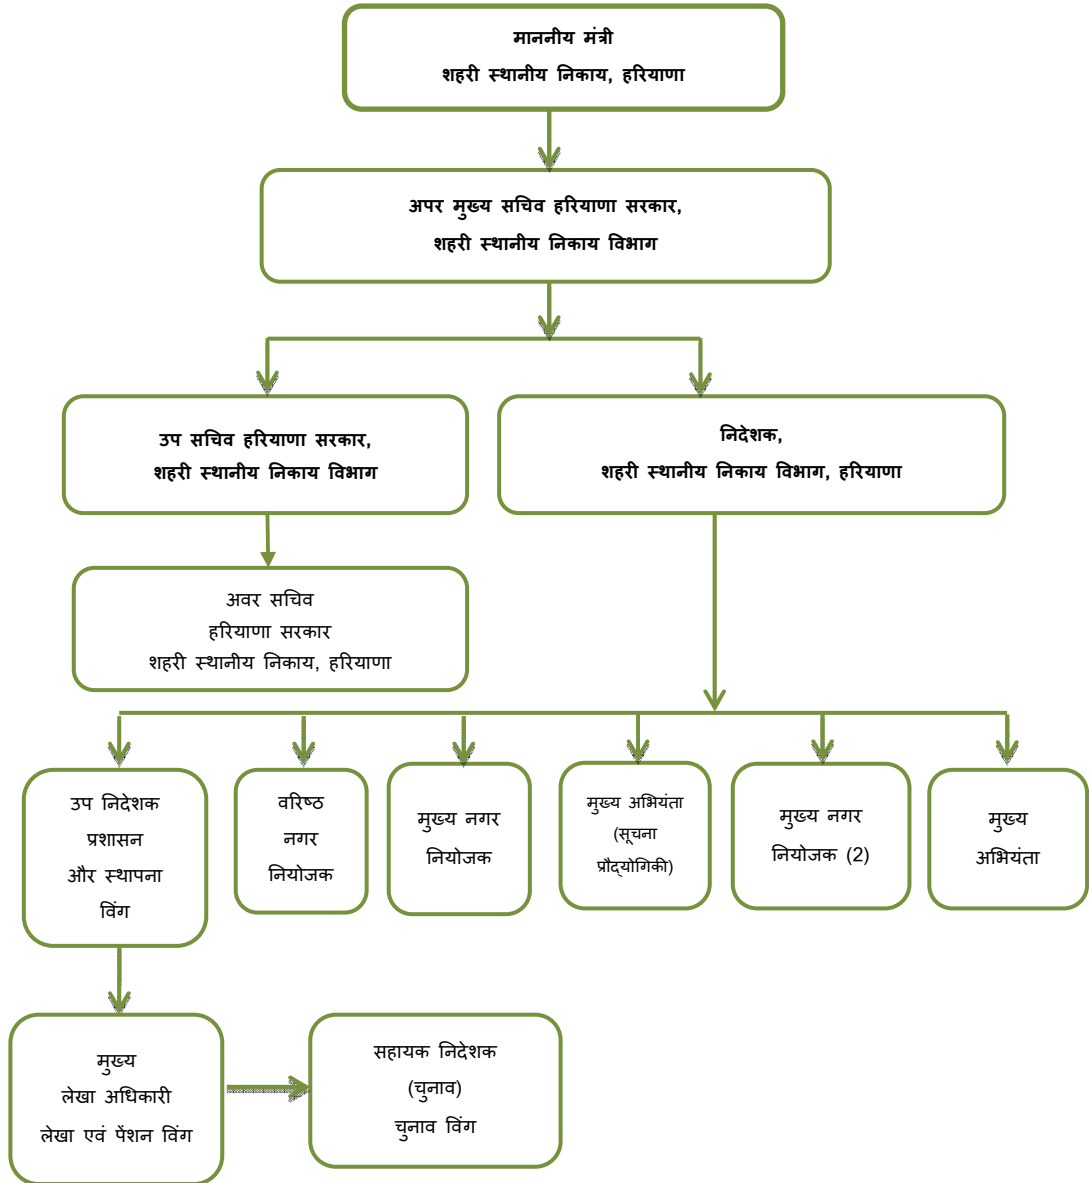 माननीय मंत्री
शहरी स्थानीय निकाय, हरियाणा
अपर मुख्य सचिव हरियाणा सरकार,
शहरी स्थानीय निकाय विभाग
उप सचिव हरियाणा सरकार,
शहरी स्थानीय निकाय विभाग
निदेशक,
शहरी स्थानीय निकाय विभाग, हरियाणा
अवर सचिव
हरियाणा सरकार
शहरी स्थानीय निकाय, हरियाणा
उप निदेशक
प्रशासन
और स्थापना
विंग
वरिष्ठ
नगर
नियोजक
मुख्य नगर
नियोजक
मुख्य अभियंता
(सूचना
प्रौद्योगिकी)
मुख्य नगर
नियोजक (2)
मुख्य
अभियंता
मुख्य
लेखा अधिकारी
लेखा एवं पेंशन विंग
सहायक निदेशक
(चुनाव)
चुनाव विंग